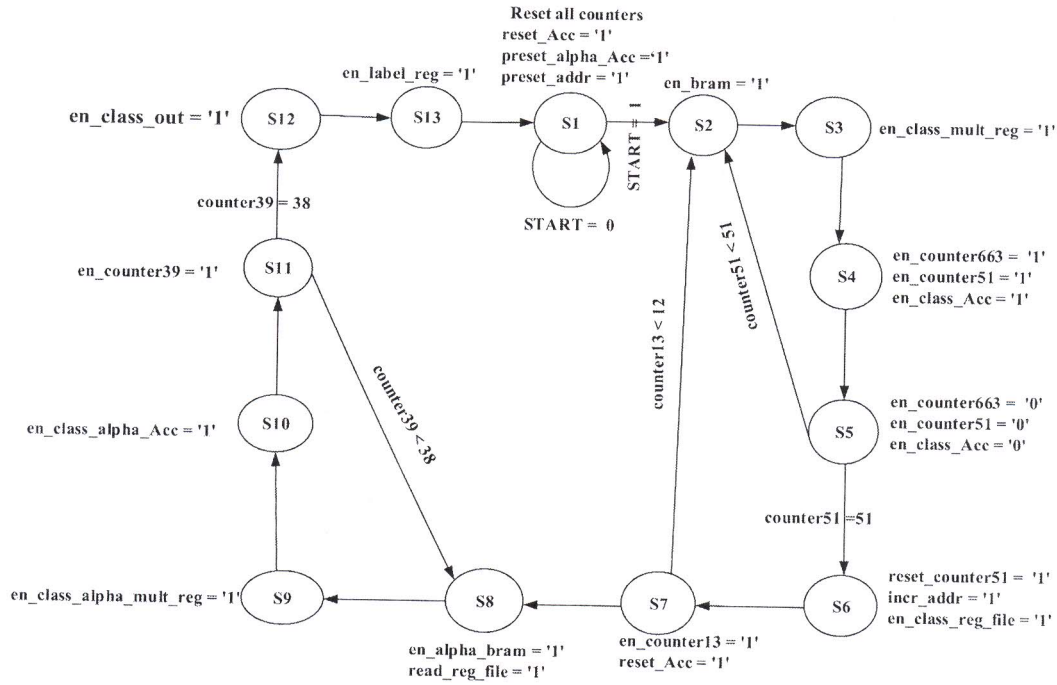 Reset all counters
reset_Acc = '1'
preset_alpha_Acc='1'
preset_addr = '1'
en_label_reg = '1'
en_bram = '1'
en_class_out = '1'
S12
S13
S1
START = 1
S2
S3
en_class_mult_reg = '1'
START = 0
counter39 = 38
en_counter39 = '1'
S11
counter51 < 51
S4
en_counter663 = '1'
en_counter51 = '1'
en_class_Acc = '1'
counter13 < 12
counter39 < 38
en_class_alpha_Acc = '1'
S10
S5
en_counter663 = '0'
en_counter51 = '0'
en_class_Acc = '0'
counter51 =51
en_class_alpha_mult_reg = '1'
S9
S8
S7
S6
reset_counter51 = '1'
incr_addr = '1'
en_class_reg_file = '1'
en_alpha_bram = '1'
read_reg_file = '1'
en_counter13 = '1'
reset_Acc = '1'